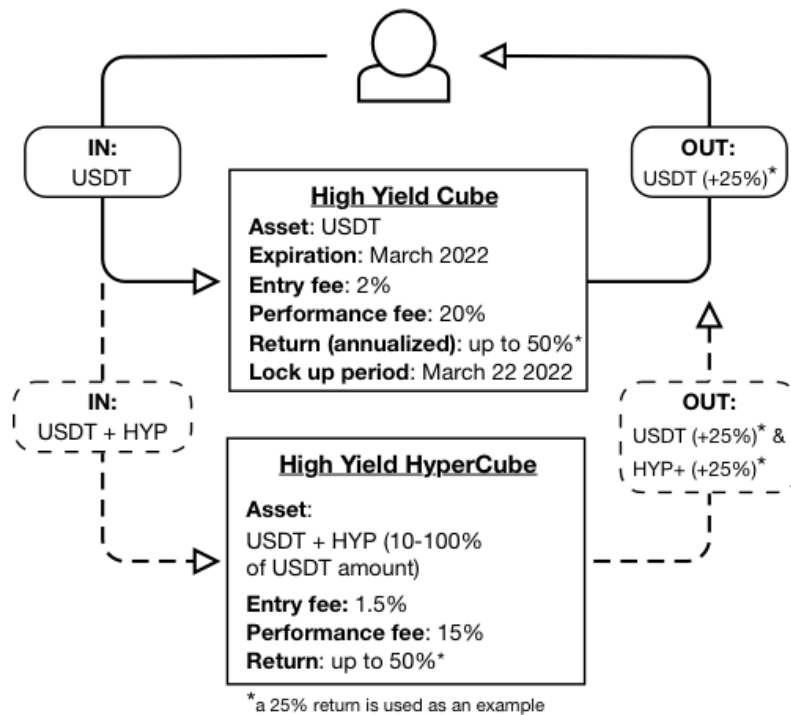 IN:
USDT
OUT:
USDT (+25%)*
High Yield Cube
Asset: USDT
Expiration: March 2022
Entry fee: 2%
Performance fee: 20%
Return (annualized): up to 50%*
Lock up period: March 22 2022
IN:
USDT + HYP
OUT:
USDT (+25%)* &
HYP+ (+25%)*
High Yield HyperCube
Asset:
USDT + HYP (10-100%
of USDT amount)
Entry fee: 1.5%
Performance fee: 15%
Return: up to 50%*
*a 25% return is used as an example